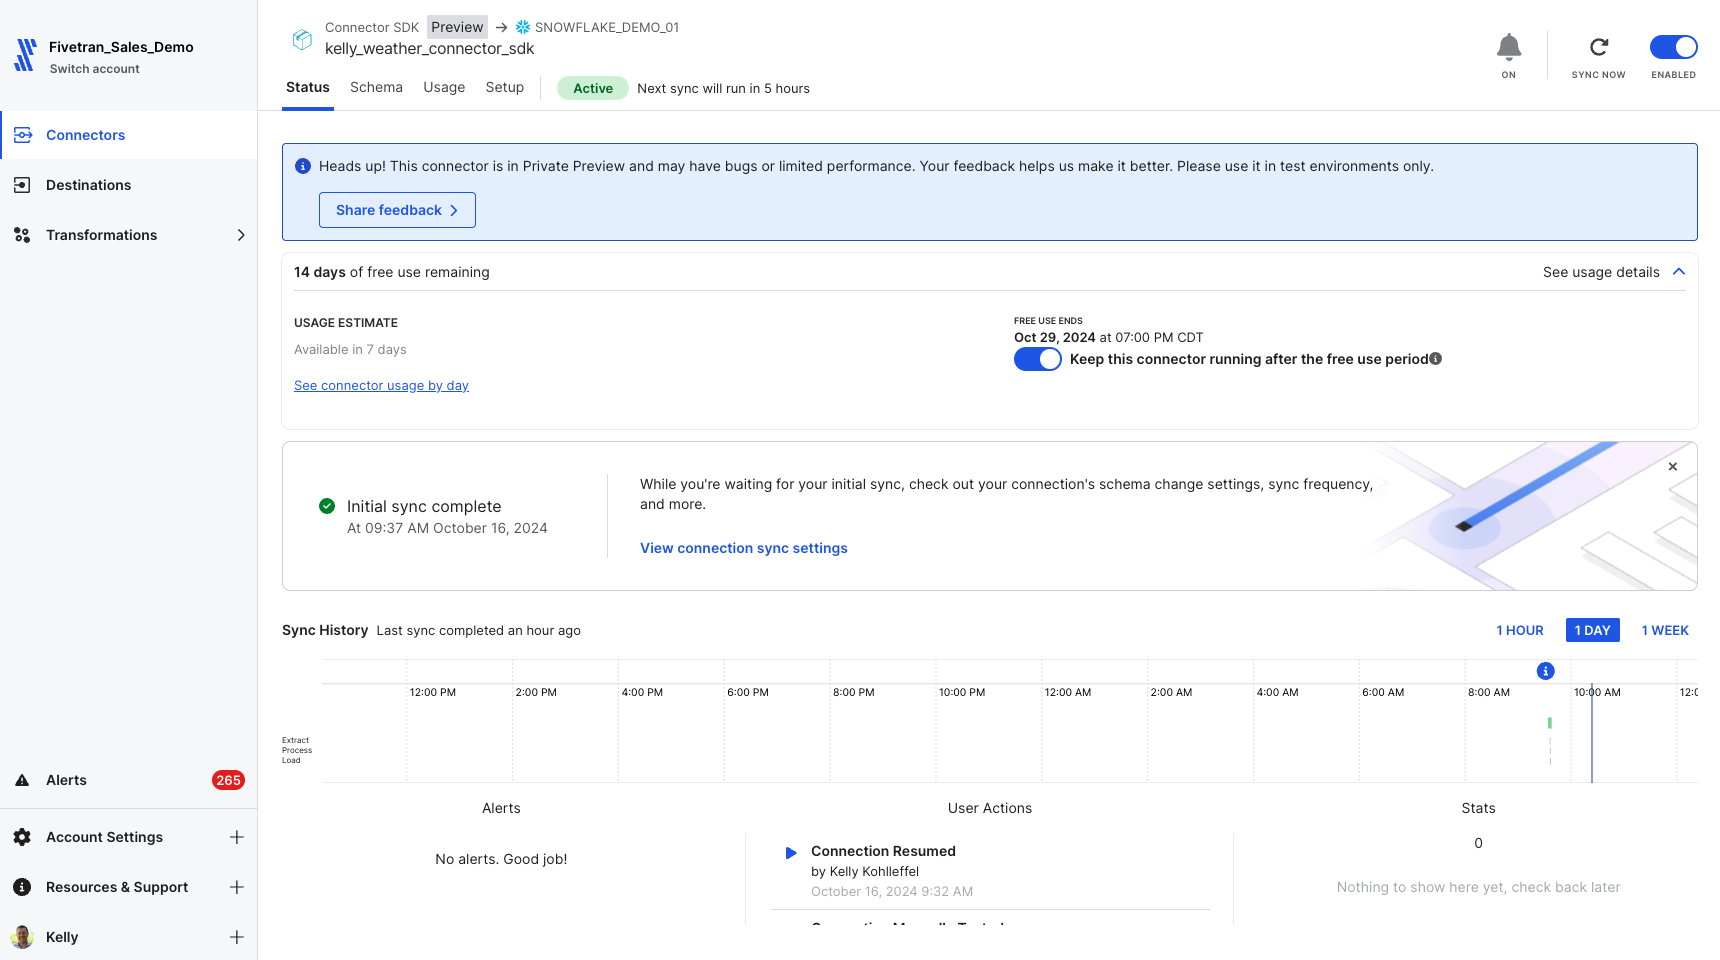 Fivetran_Sales_Demo
Switch account
Connectors
Destinations
Transformations
Alerts
265
Account Settings
Resources & Support
Kelly
Connector SDK Preview → SNOWFLAKE_DEMO_01
kelly_weather_connector_sdk
ON
SYNC NOW
ENABLED
Status Schema Usage Setup Active Next sync will run in 5 hours
Heads up! This connector is in Private Preview and may have bugs or limited performance. Your feedback helps us make it better. Please use it in test environments only.
Share feedback
14 days of free use remaining
See usage details
USAGE ESTIMATE
Available in 7 days
See connector usage by day
FREE USE ENDS
Oct 29, 2024 at 07:00 PM CDT
Keep this connector running after the free use period
Initial sync complete
At 09:37 AM October 16, 2024
While you're waiting for your initial sync, check out your connection's schema change settings, sync frequency,
and more.
View connection sync settings
Sync History Last sync completed an hour ago
1 HOUR 1 DAY 1 WEEK
12:00 PM 2:00 PM 4:00 PM 6:00 PM 8:00 PM 10:00 PM 12:00 AM 2:00 AM 4:00 AM 6:00 AM 8:00 AM 10:00 AM
Extract
Process
Load
Alerts
No alerts. Good job!
User Actions
Connection Resumed
by Kelly Kohlleffel
October 16, 2024 9:32 AM
Stats
0
Nothing to show here yet, check back later